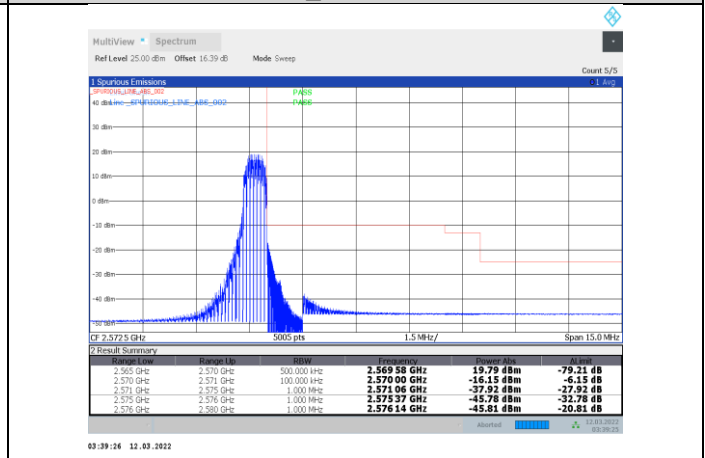 MultiView Spectrum
Ref Level 25.00 dBm Offset 16.39 dB Mode Sweep
Count 5/5
1 Spurious Emissions 1 Avg
_SPURIOUS_LINE_ABS_002 PASS
40 dBm Line _SPURIOUS_LINE_ABS_002 PASS
30 dBm
20 dBm
10 dBm
0 dBm
-10 dBm
-20 dBm
-30 dBm
-40 dBm
-50 dBm
CF 2.5725 GHz 5005 pts 1.5 MHz/ Span 15.0 MHz
2 Result Summary
Range Low Range Up RBW Frequency Power Abs ΔLimit
2.565 GHz 2.570 GHz 500.000 kHz 2.569 58 GHz 19.79 dBm -79.21 dB
2.570 GHz 2.571 GHz 100.000 kHz 2.570 00 GHz -16.15 dBm -6.15 dB
2.571 GHz 2.575 GHz 1.000 MHz 2.571 06 GHz -37.92 dBm -27.92 dB
2.575 GHz 2.576 GHz 1.000 MHz 2.575 37 GHz -45.78 dBm -32.78 dB
2.576 GHz 2.580 GHz 1.000 MHz 2.576 14 GHz -45.81 dBm -20.81 dB
Aborted 12.03.2022
03:39:25
03:39:26 12.03.2022